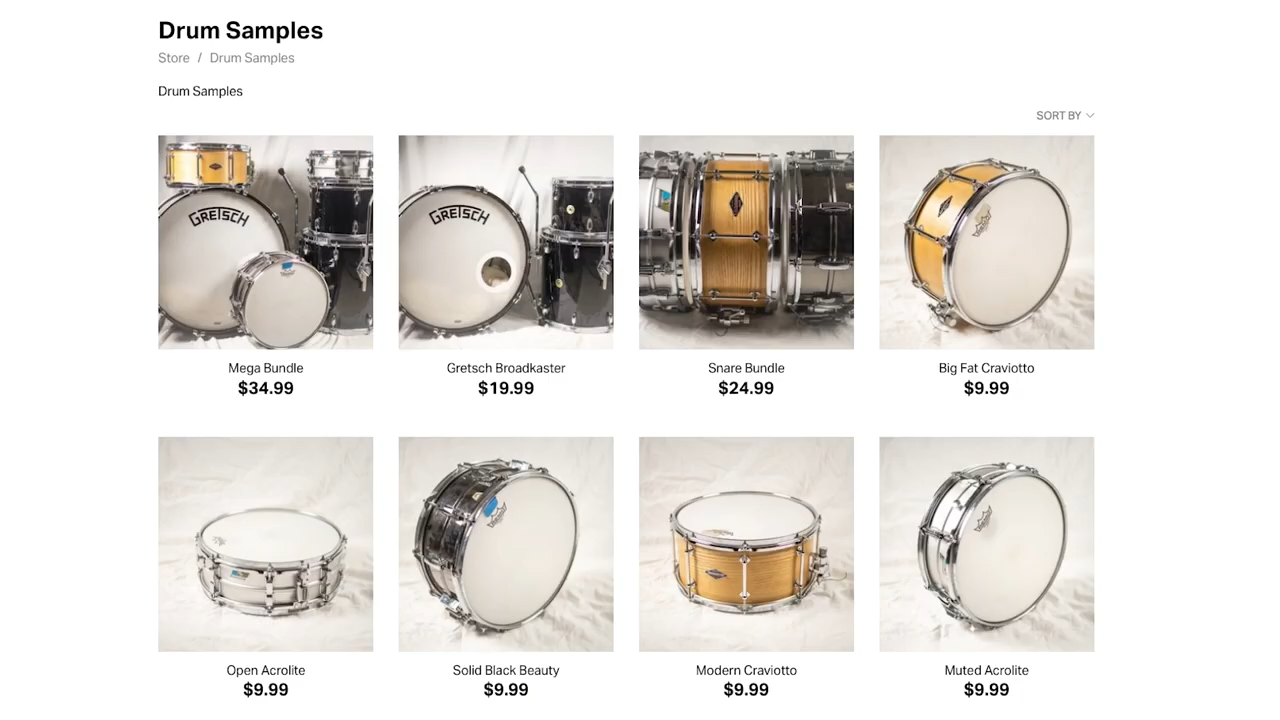 Drum Samples
Store / Drum Samples
Drum Samples
SORT BY
GRETSCH
GRETSCH
Mega Bundle
$34.99
Gretsch Broadkaster
$19.99
Snare Bundle
$24.99
Big Fat Craviotto
$9.99
Open Acrolite
$9.99
Solid Black Beauty
$9.99
Modern Craviotto
$9.99
Muted Acrolite
$9.99